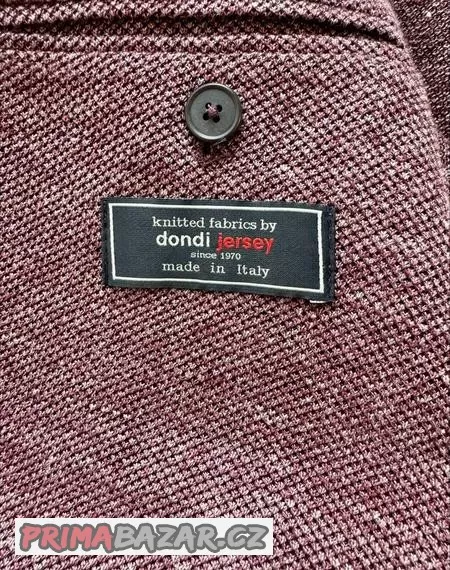 knitted fabrics by
dondi jersey
since 1970
made in Italy
PRIMABAZAR.CZ